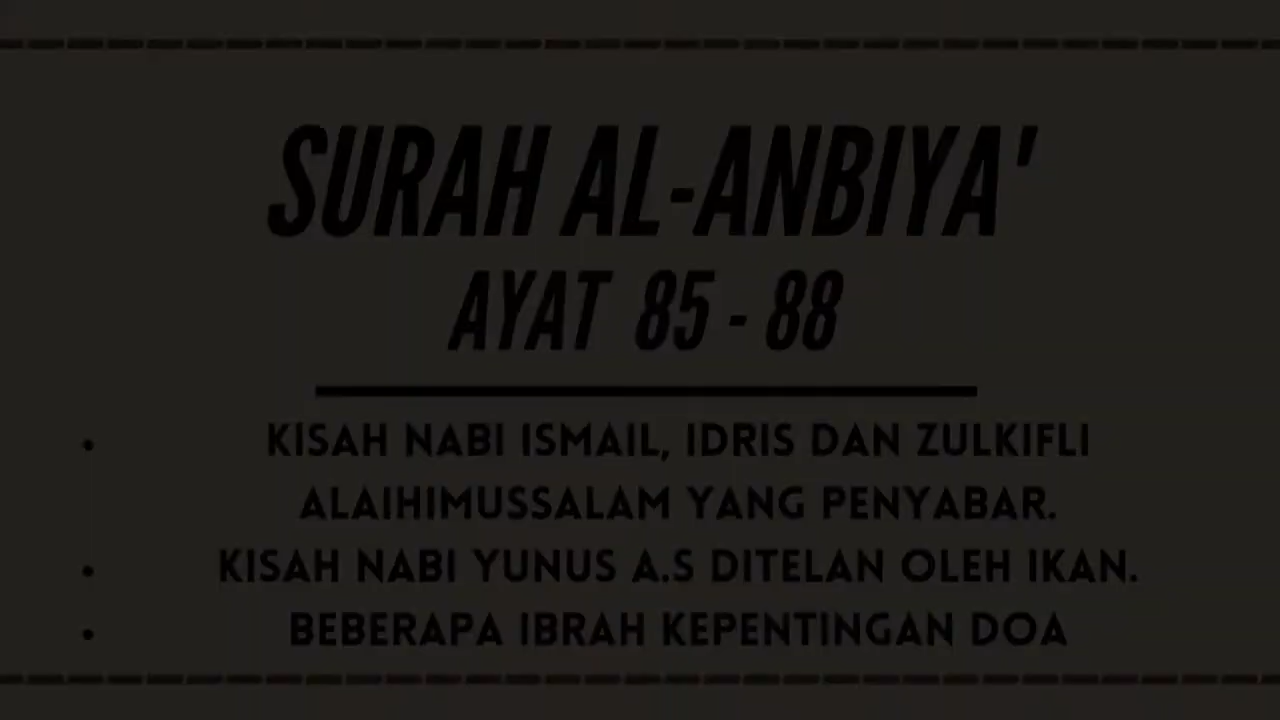 SURAH AL-ANBIYA'
AYAT 85 - 88
• KISAH NABI ISMAIL, IDRIS DAN ZULKIFLI
ALAIHIMUSSALAM YANG PENYABAR.
• KISAH NABI YUNUS A.S DITELAN OLEH IKAN.
• BEBERAPA IBRAH KEPENTINGAN DOA